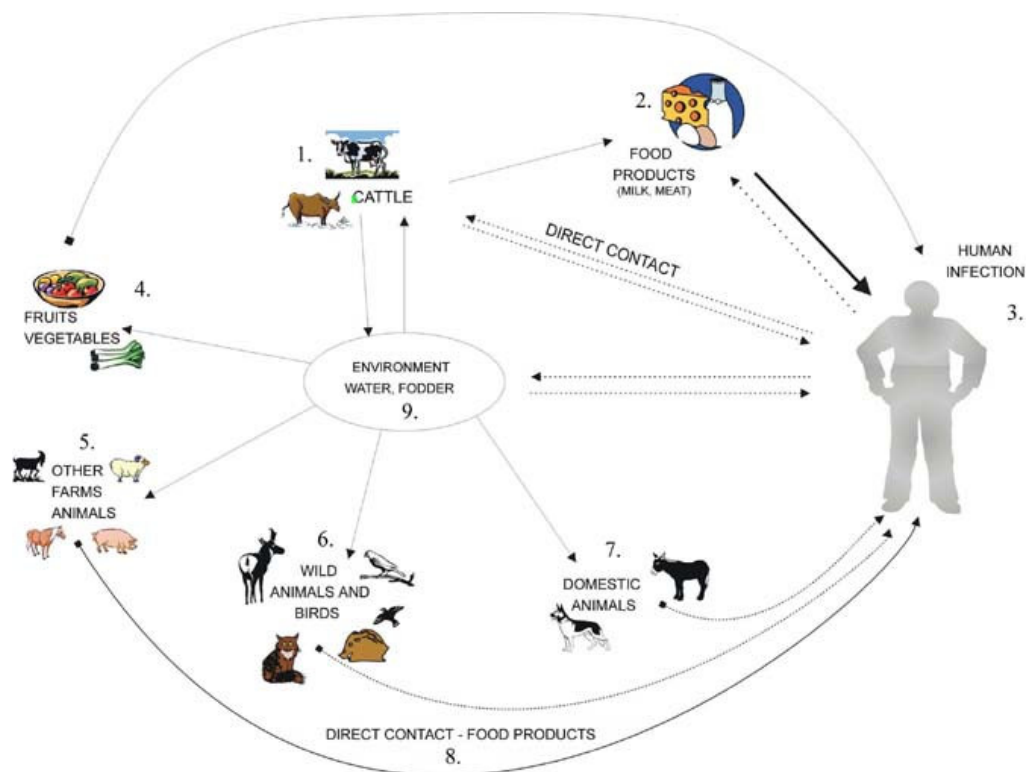 1.
CATTLE
2.
FOOD
PRODUCTS
(MILK, MEAT)
DIRECT CONTACT
HUMAN
INFECTION
3.
4.
FRUITS
VEGETABLES
ENVIRONMENT
WATER, FODDER
9.
5.
OTHER
FARMS
ANIMALS
6.
WILD
ANIMALS AND
BIRDS
7.
DOMESTIC
ANIMALS
DIRECT CONTACT - FOOD PRODUCTS
8.